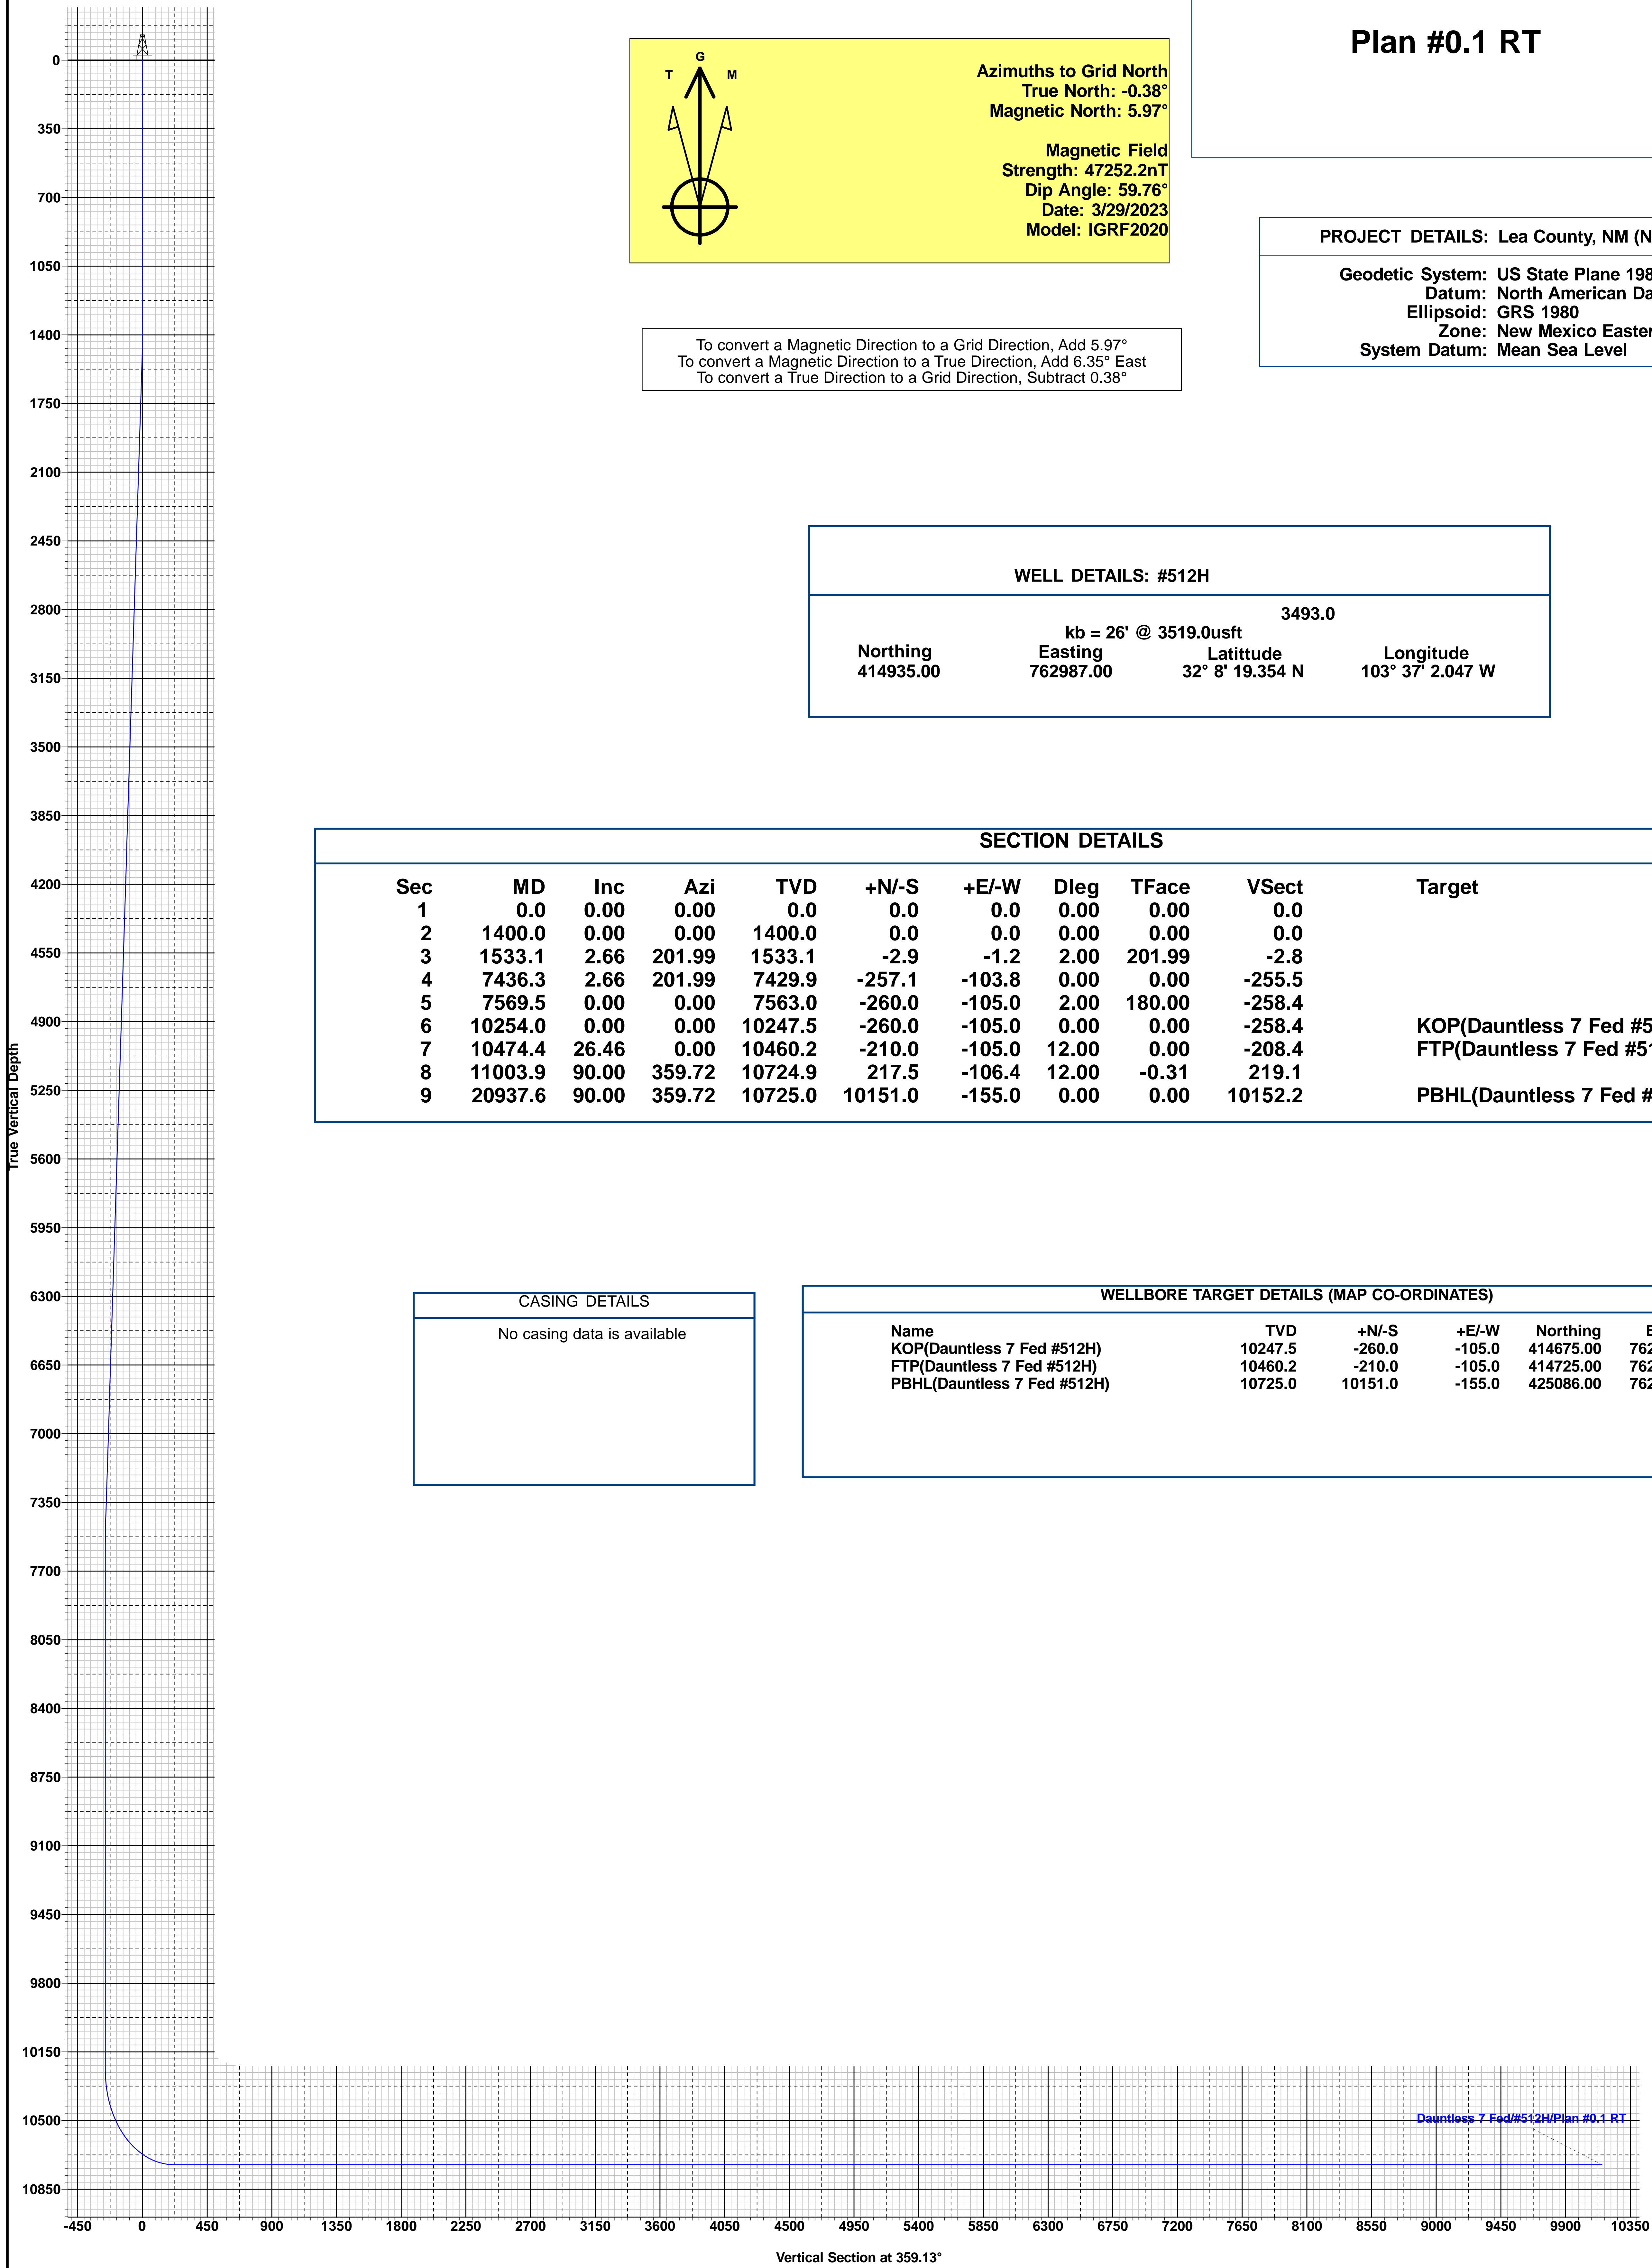 Plan #0.1 RT
G
T M
Azimuths to Grid North
True North: -0.38°
Magnetic North: 5.97°
Magnetic Field
Strength: 47252.2nT
Dip Angle: 59.76°
Date: 3/29/2023
Model: IGRF2020
To convert a Magnetic Direction to a Grid Direction, Add 5.97°
To convert a Magnetic Direction to a True Direction, Add 6.35° East
To convert a True Direction to a Grid Direction, Subtract 0.38°
PROJECT DETAILS: Lea County, NM (N
Geodetic System: US State Plane 198
Datum: North American Da
Ellipsoid: GRS 1980
Zone: New Mexico Easter
System Datum: Mean Sea Level
WELL DETAILS: #512H
3493.0
kb = 26' @ 3519.0usft
Northing Easting Latittude Longitude
414935.00 762987.00 32° 8' 19.354 N 103° 37' 2.047 W
SECTION DETAILS
Sec MD Inc Azi TVD +N/-S +E/-W Dleg TFace VSect Target
1 0.0 0.00 0.00 0.0 0.0 0.0 0.00 0.00 0.0
2 1400.0 0.00 0.00 1400.0 0.0 0.0 0.00 0.00 0.0
3 1533.1 2.66 201.99 1533.1 -2.9 -1.2 2.00 201.99 -2.8
4 7436.3 2.66 201.99 7429.9 -257.1 -103.8 0.00 0.00 -255.5
5 7569.5 0.00 0.00 7563.0 -260.0 -105.0 2.00 180.00 -258.4
6 10254.0 0.00 0.00 10247.5 -260.0 -105.0 0.00 0.00 -258.4 KOP(Dauntless 7 Fed #5
7 10474.4 26.46 0.00 10460.2 -210.0 -105.0 12.00 0.00 -208.4 FTP(Dauntless 7 Fed #51
8 11003.9 90.00 359.72 10724.9 217.5 -106.4 12.00 -0.31 219.1
9 20937.6 90.00 359.72 10725.0 10151.0 -155.0 0.00 0.00 10152.2 PBHL(Dauntless 7 Fed #
CASING DETAILS
No casing data is available
WELLBORE TARGET DETAILS (MAP CO-ORDINATES)
Name TVD +N/-S +E/-W Northing E
KOP(Dauntless 7 Fed #512H) 10247.5 -260.0 -105.0 414675.00 762
FTP(Dauntless 7 Fed #512H) 10460.2 -210.0 -105.0 414725.00 762
PBHL(Dauntless 7 Fed #512H) 10725.0 10151.0 -155.0 425086.00 762
True Vertical Depth
0
350
700
1050
1400
1750
2100
2450
2800
3150
3500
3850
4200
4550
4900
5250
5600
5950
6300
6650
7000
7350
7700
8050
8400
8750
9100
9450
9800
10150
10500
10850
Dauntless 7 Fed/#512H/Plan #0.1 RT
-450 0 450 900 1350 1800 2250 2700 3150 3600 4050 4500 4950 5400 5850 6300 6750 7200 7650 8100 8550 9000 9450 9900 10350
Vertical Section at 359.13°